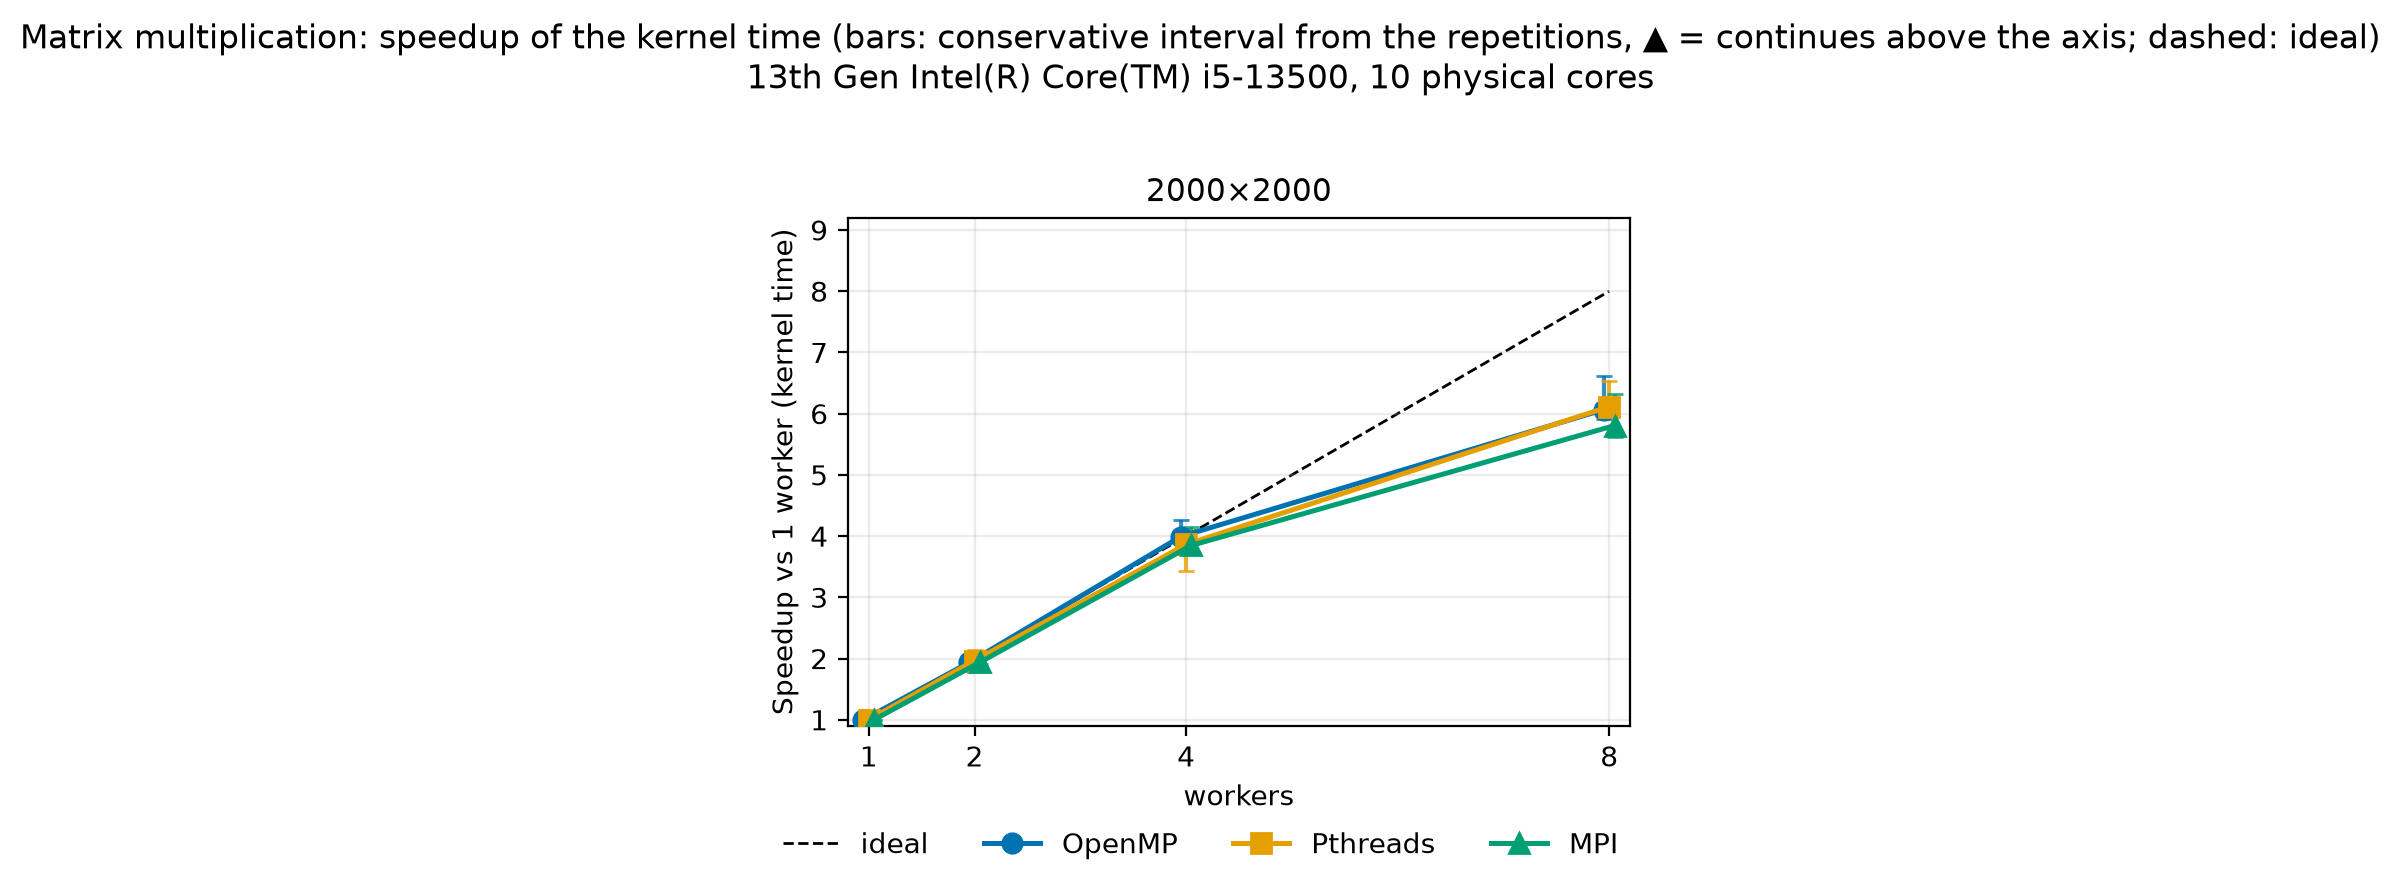 Matrix multiplication: speedup of the kernel time (bars: conservative interval from the repetitions, ▲ = continues above the axis; dashed: ideal)
13th Gen Intel(R) Core(TM) i5-13500, 10 physical cores
2000×2000
Speedup vs 1 worker (kernel time)
9
8
7
6
5
4
3
2
1
1 2 4 8
workers
ideal OpenMP Pthreads MPI